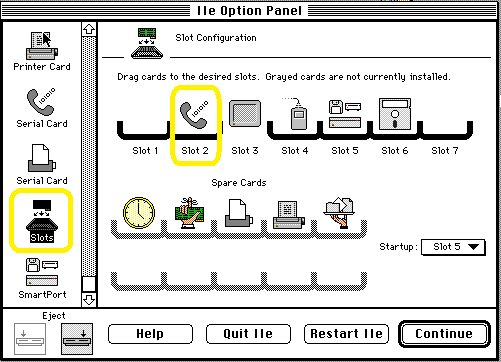 IIe Option Panel
Slot Configuration
Drag cards to the desired slots. Grayed cards are not currently installed.
Printer Card
Serial Card
Serial Card
Slots
SmartPort
Slot 1
Slot 2
Slot 3
Slot 4
Slot 5
Slot 6
Slot 7
Spare Cards
Startup: Slot 5
Eject
Help
Quit IIe
Restart IIe
Continue